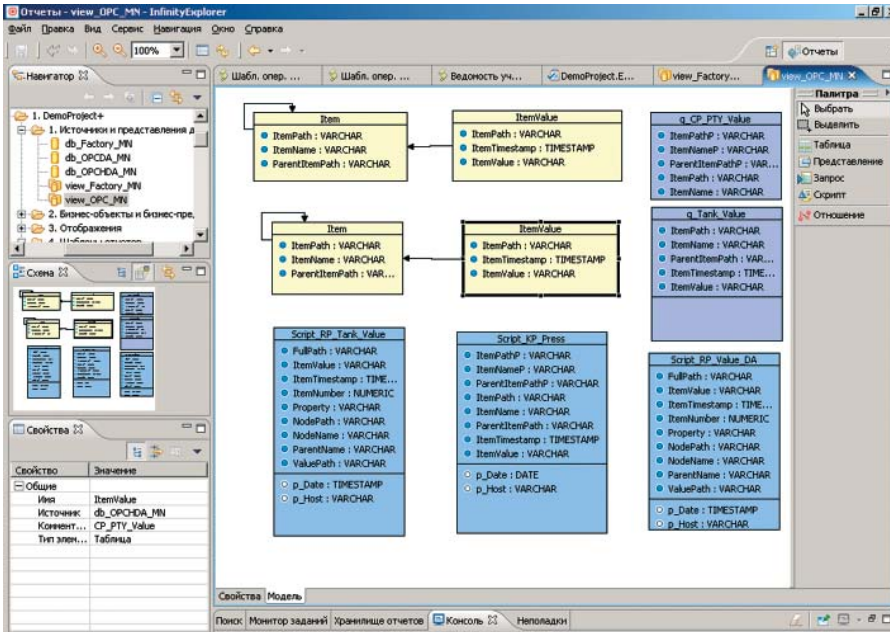 Отчеты - view_OPC_MN - InfinityExplorer
Файл Правка Вид Сервис Навигация Окно Справка
100%
Отчеты
Навигатор
1. DemoProject+
1. Источники и представления д
db_Factory_MN
db_OPCDA_MN
db_OPCHDA_MN
view_Factory_MN
view_OPC_MN
2. Бизнес-объекты и бизнес-пре,
3. Отображения
4. Шаблоны отчетов
Схема
Свойства
Свойство Значение
Общие
Имя ItemValue
Источник db_OPCHDA_MN
Коммент... CP_PTY_Value
Тип элен... Таблица
Шабл. опер. ... Шабл. опер. ... Ведомость уч... DemoProject.E... view_Factory... view_OPC_MN
Item
ItemPath : VARCHAR
ItemName : VARCHAR
ParentItemPath : VARCHAR
ItemValue
ItemPath : VARCHAR
ItemTimestamp : TIMESTAMP
ItemValue : VARCHAR
q_CP_PTY_Value
ItemPathP : VARCHAR
ItemNameP : VARCHAR
ParentItemPathP : VAR...
ItemPath : VARCHAR
ItemName : VARCHAR
Item
ItemPath : VARCHAR
ItemName : VARCHAR
ParentItemPath : VAR...
ItemValue
ItemPath : VARCHAR
ItemTimestamp : TIMESTAMP
ItemValue : VARCHAR
q_Tank_Value
ItemPath : VARCHAR
ItemName : VARCHAR
ParentItemPath : VAR...
ItemTimestamp : TIME...
ItemValue : VARCHAR
Script_RP_Tank_Value
FullPath : VARCHAR
ItemValue : VARCHAR
ItemTimestamp : TIME...
ItemNumber : NUMERIC
Property : VARCHAR
NodePath : VARCHAR
NodeName : VARCHAR
ParentName : VARCHAR
ValuePath : VARCHAR
p_Date : TIMESTAMP
p_Host : VARCHAR
Script_KP_Press
ItemPathP : VARCHAR
ItemNameP : VARCHAR
ParentItemPathP : VARCHAR
ItemPath : VARCHAR
ItemName : VARCHAR
ParentItemPath : VARCHAR
ItemTimestamp : TIMESTAMP
ItemValue : VARCHAR
p_Date : DATE
p_Host : VARCHAR
Script_RP_Value_DA
FullPath : VARCHAR
ItemValue : VARCHAR
ItemTimestamp : TIME...
ItemNumber : NUMERIC
Property : VARCHAR
NodePath : VARCHAR
NodeName : VARCHAR
ParentName : VARCHAR
ValuePath : VARCHAR
p_Date : TIMESTAMP
p_Host : VARCHAR
Палитра
Выбрать
Выделить
Таблица
Представление
Запрос
Скрипт
Отношение
Свойства Модель
Поиск Монитор заданий Хранилище отчетов Консоль Неполадки